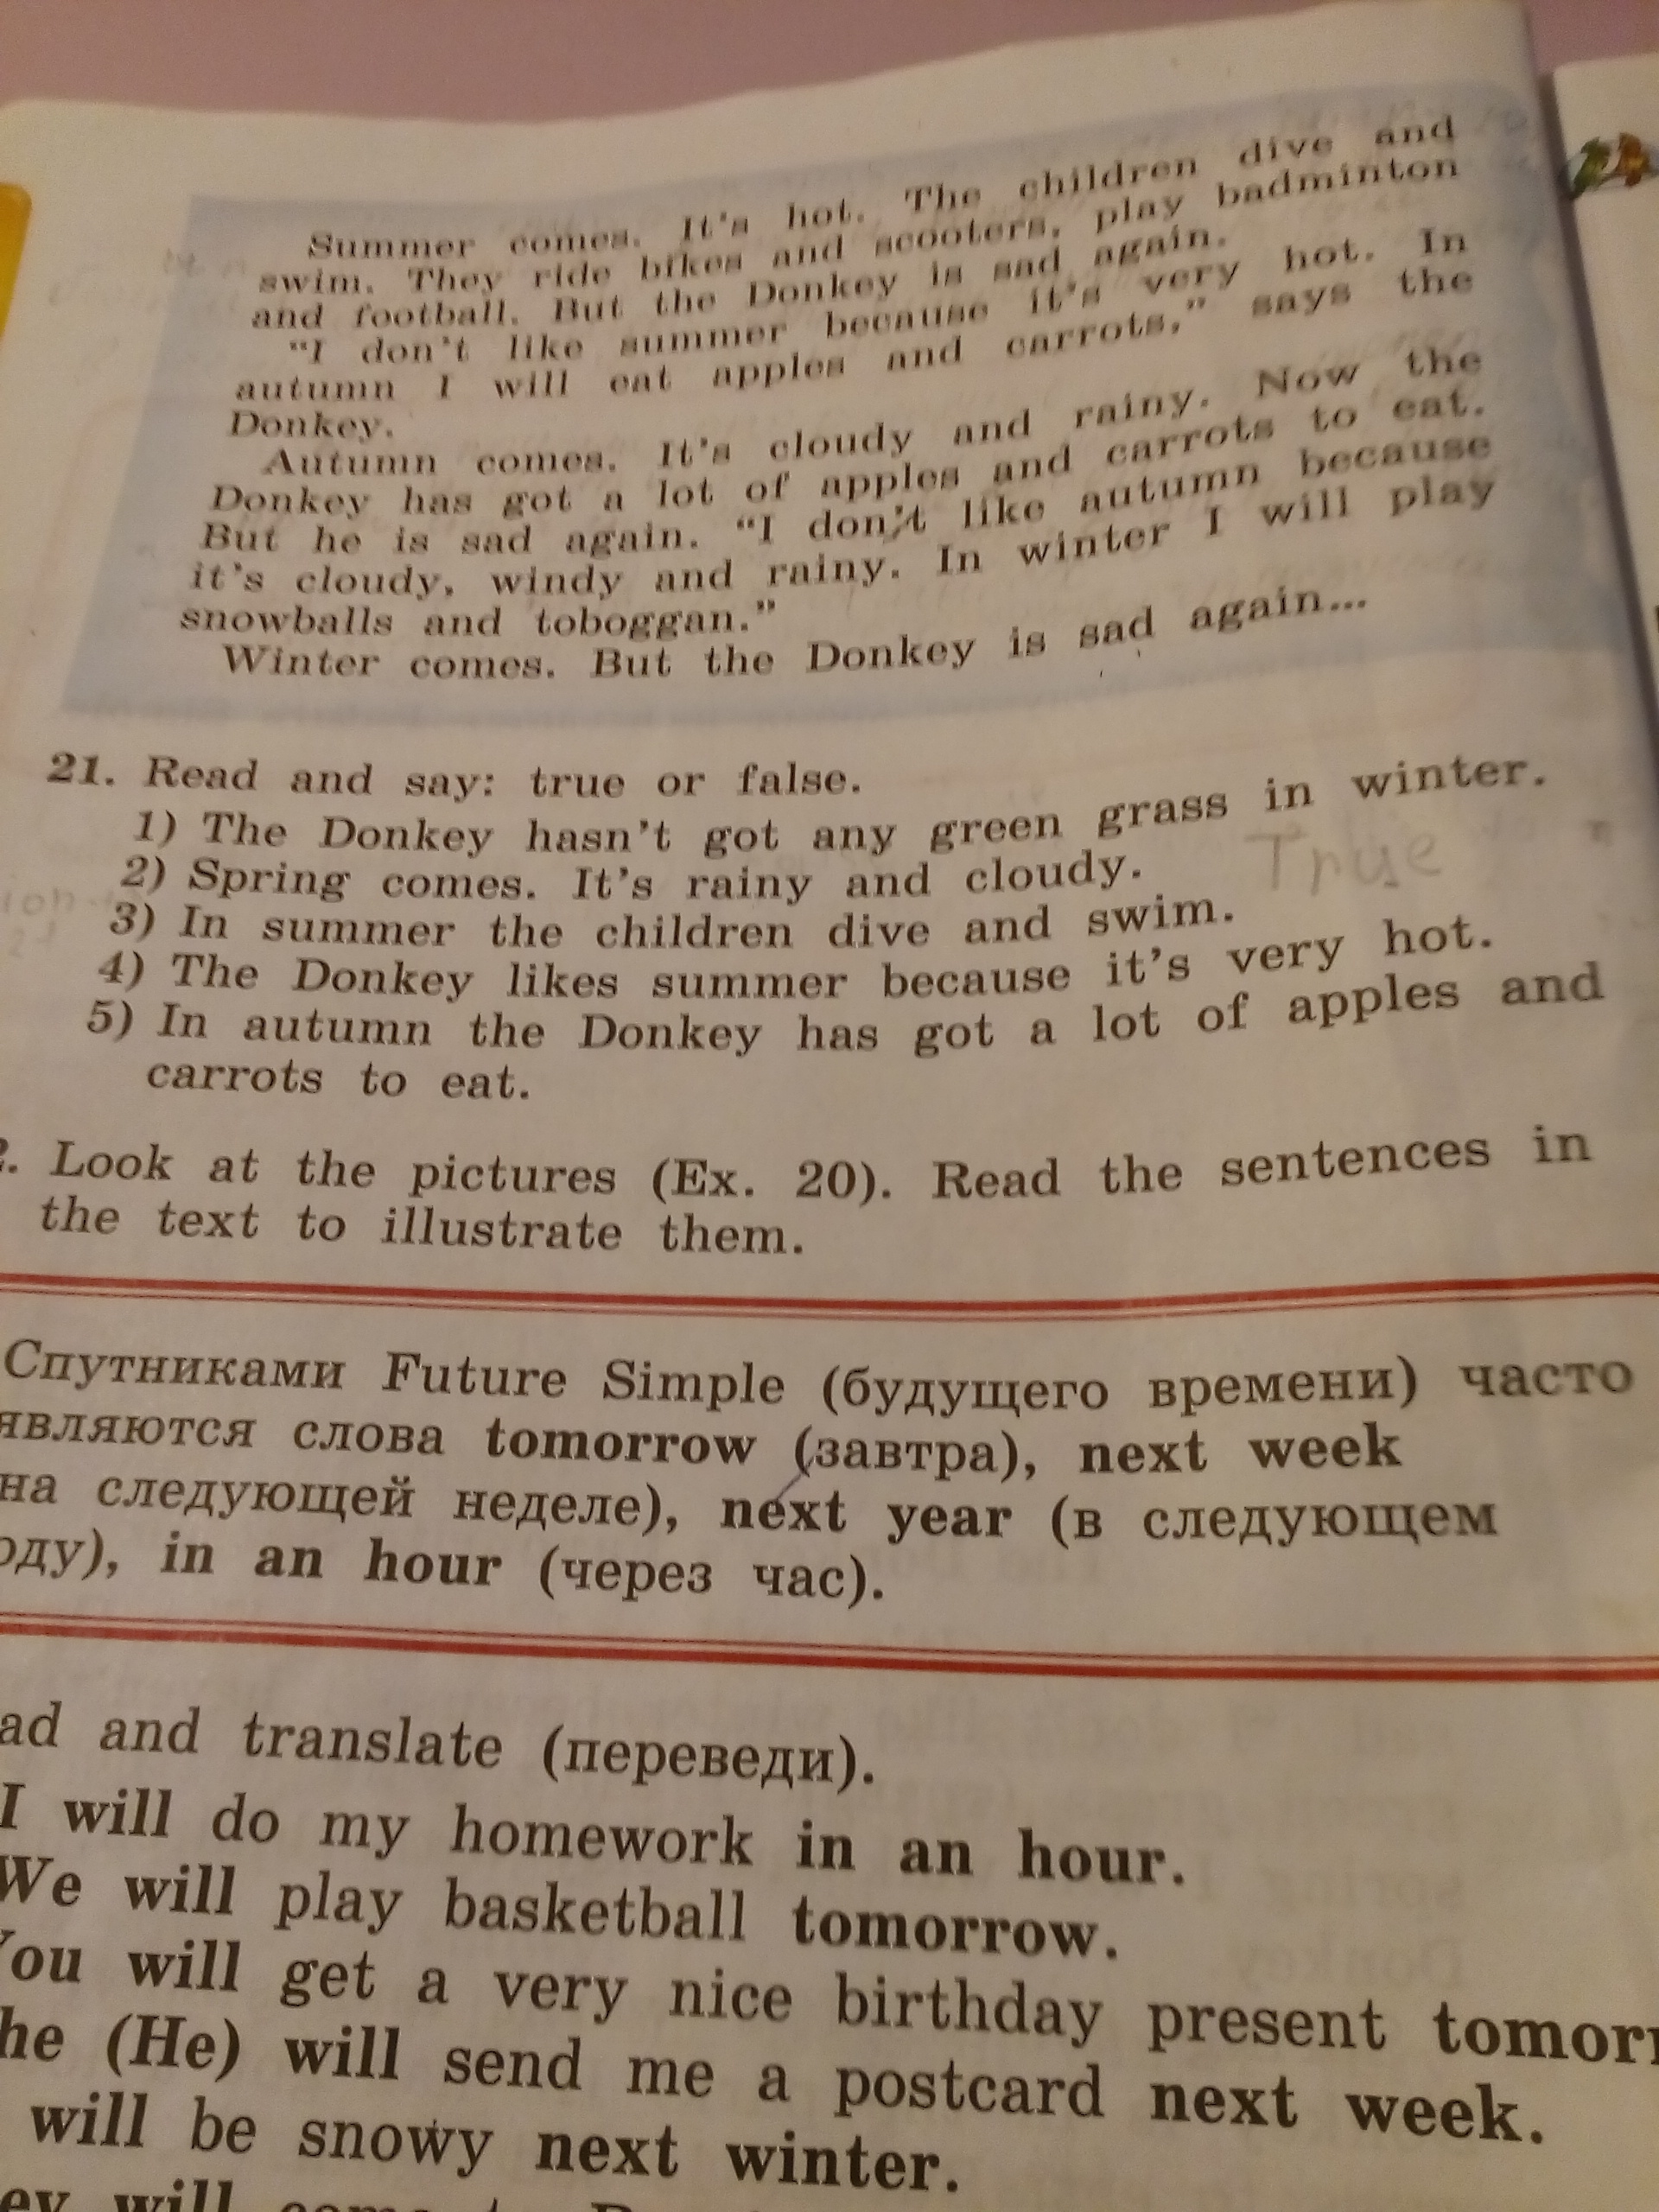 Summer comes. It's hot. The children dive and
swim. They ride bikes and scooters, play badminton
and football. But the Donkey is sad again.
"I don't like summer because it's very hot. In
autumn I will eat apples and carrots," says the
Donkey.
Autumn comes. It's cloudy and rainy. Now the
Donkey has got a lot of apples and carrots to eat.
But he is sad again. "I don't like autumn because
it's cloudy, windy and rainy. In winter I will play
snowballs and toboggan."
Winter comes. But the Donkey is sad again...
21. Read and say: true or false.
1) The Donkey hasn't got any green grass in winter.
True
2) Spring comes. It's rainy and cloudy.
3) In summer the children dive and swim.
4) The Donkey likes summer because it's very hot.
5) In autumn the Donkey has got a lot of apples and
carrots to eat.
. Look at the pictures (Ex. 20). Read the sentences in
the text to illustrate them.
Спутниками Future Simple (будущего времени) часто
являются слова tomorrow (завтра), next week
на следующей неделе), next year (в следующем
оду), in an hour (через час).
ad and translate (переведи).
I will do my homework in an hour.
We will play basketball tomorrow.
You will get a very nice birthday present tomorr
he (He) will send me a postcard next week.
will be snowy next winter.
ey will